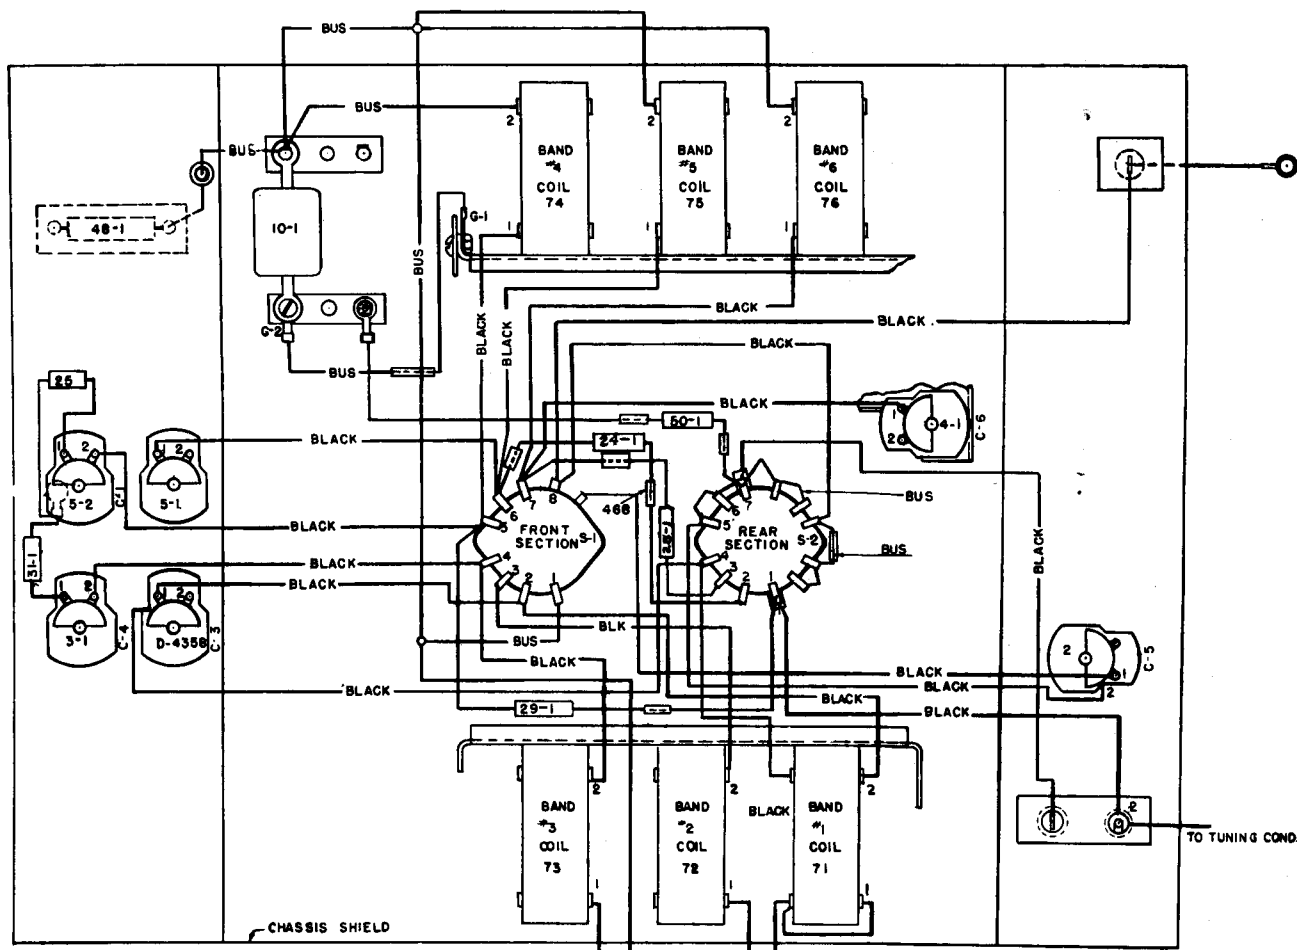 BUS
BUS
BUS
2
2
2
BAND
#4
COIL
74
BAND
#5
COIL
75
BAND
#6
COIL
76
1
1
1
48-1
10-1
G-1
G-2
BUS
BUS
BLACK
BLACK
BLACK
BLACK
BLACK
BLACK
25
1
2
5-2
C-1
1
2
5-1
BLACK
BLACK
50-1
24-1
1
2
4-1
C-6
466
BUS
BUS
31-1
1
2
3-1
C-4
1
2
D-4358
C-3
BLACK
BLACK
BLACK
8
7
6
5
4
3
2
1
FRONT
SECTION
S-1
7
6
5
4
3
2
1
REAR
SECTION
S-2
BLACK
BLK
BUS
BLACK
BLACK
BLACK
BLACK
BLACK
29-1
2
1
2
C-5
2
2
2
BAND
#3
COIL
73
BAND
#2
COIL
72
BLACK
BAND
#1
COIL
71
1
1
1
2
TO TUNING COND.
CHASSIS SHIELD